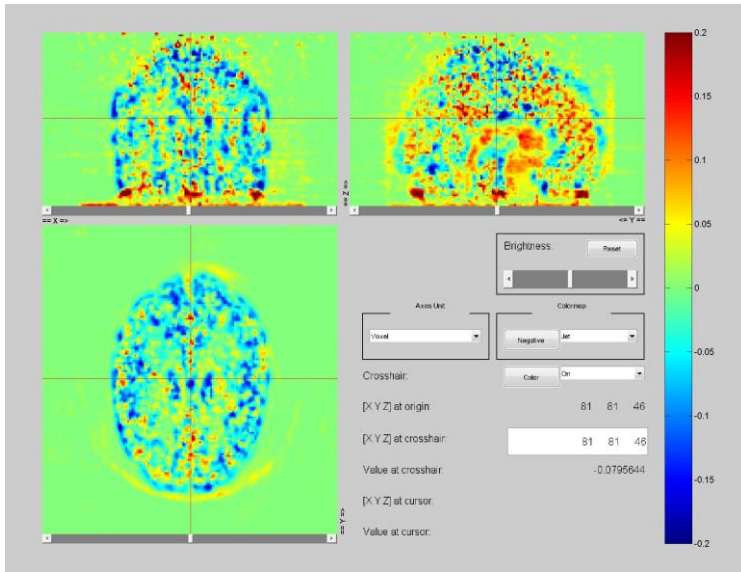 0.2
0.15
0.1
0.05
0
-0.05
-0.1
-0.15
-0.2
== X =>
== Z =>
<= Y ==
== Y =>
Brightness:
Reset
Axes Unit
Voxel
Colormap
Negative
Jet
Crosshair:
Color
On
[X Y Z] at origin:
81 81 46
[X Y Z] at crosshair:
81 81 46
Value at crosshair:
-0.0795644
[X Y Z] at cursor:
Value at cursor: